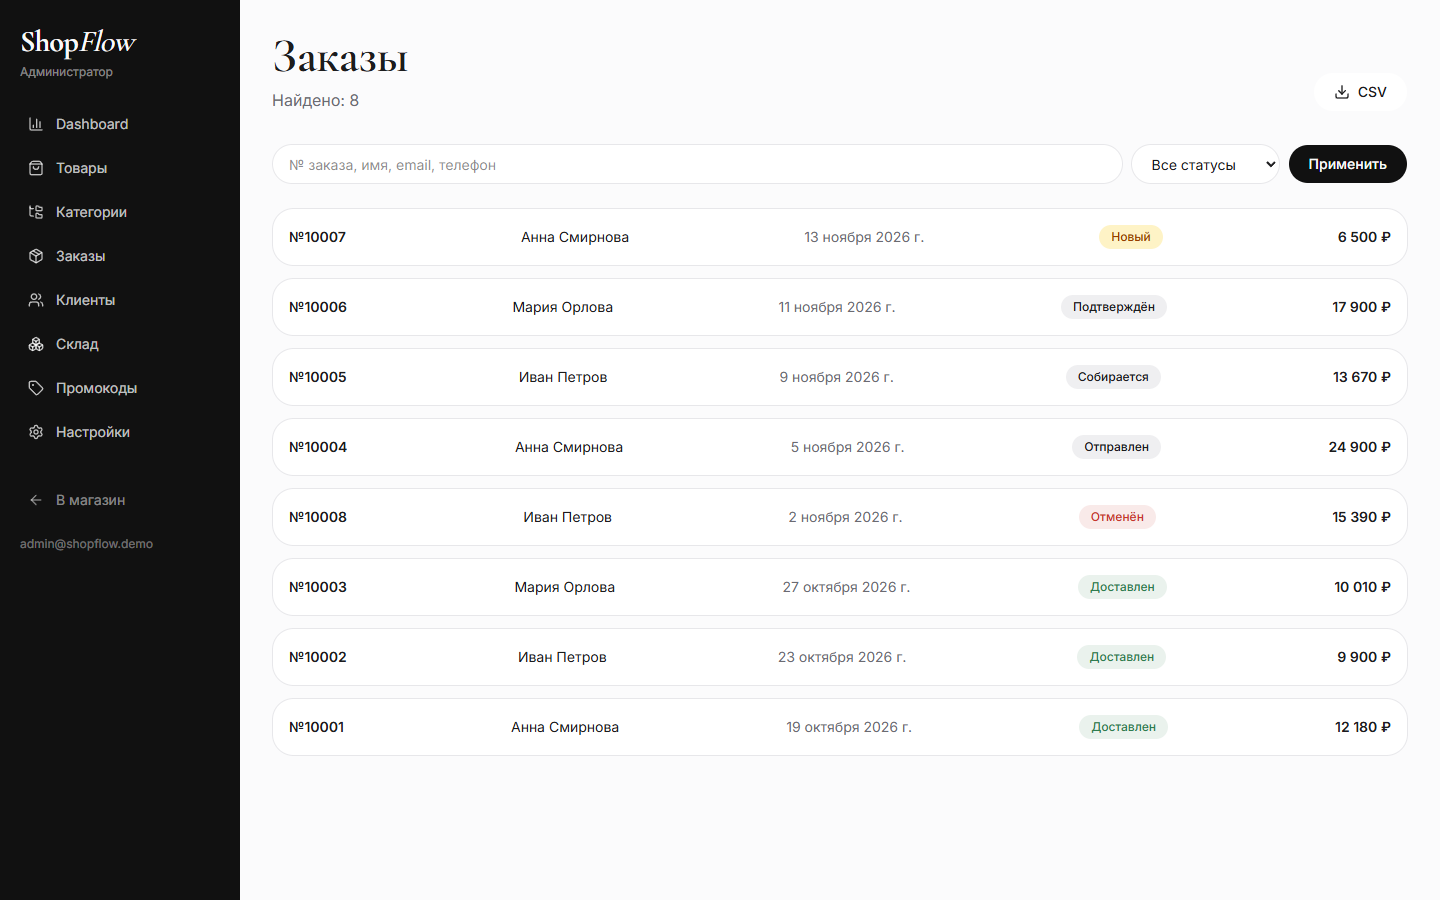 ShopFlow
Администратор
Dashboard
Товары
Категории
Заказы
Клиенты
Склад
Промокоды
Настройки
В магазин
admin@shopflow.demo
Заказы
Найдено: 8
CSV
№ заказа, имя, email, телефон
Все статусы
Применить
№10007 Анна Смирнова 13 ноября 2026 г. Новый 6 500 ₽
№10006 Мария Орлова 11 ноября 2026 г. Подтверждён 17 900 ₽
№10005 Иван Петров 9 ноября 2026 г. Собирается 13 670 ₽
№10004 Анна Смирнова 5 ноября 2026 г. Отправлен 24 900 ₽
№10008 Иван Петров 2 ноября 2026 г. Отменён 15 390 ₽
№10003 Мария Орлова 27 октября 2026 г. Доставлен 10 010 ₽
№10002 Иван Петров 23 октября 2026 г. Доставлен 9 900 ₽
№10001 Анна Смирнова 19 октября 2026 г. Доставлен 12 180 ₽